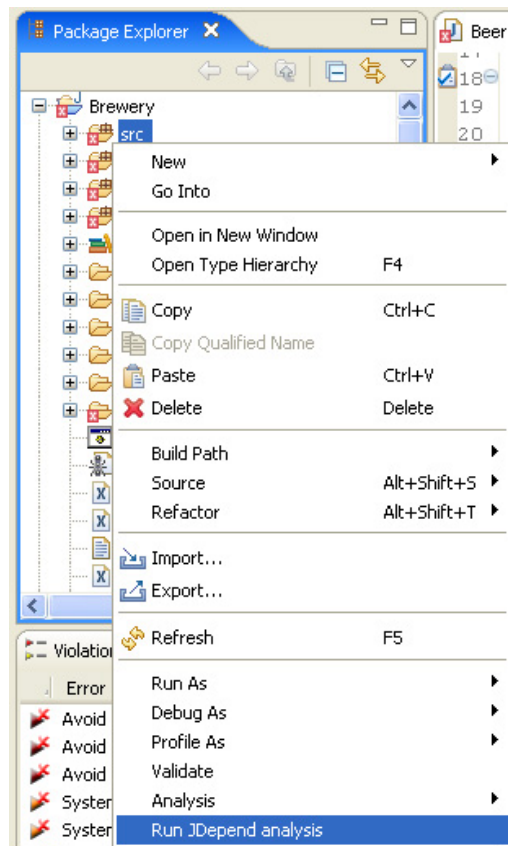 Package Explorer
Beer
18
Brewery
19
src
20
New
Go Into
Open in New Window
Open Type Hierarchy F4
Copy Ctrl+C
Copy Qualified Name
Paste Ctrl+V
Delete Delete
Build Path
Source Alt+Shift+S
Refactor Alt+Shift+T
Import...
Export...
Refresh F5
Violation
Run As
Error
Debug As
Avoid
Profile As
Avoid
Validate
Avoid
Analysis
System
Run JDepend analysis
System